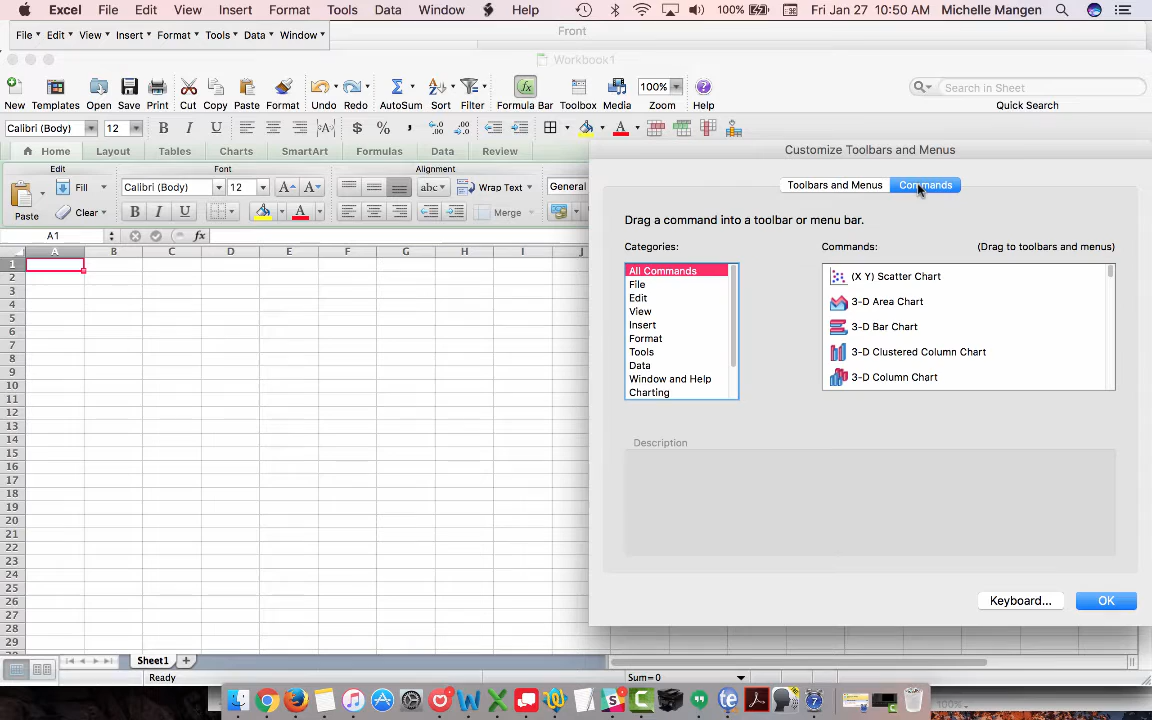 Excel File Edit View Insert Format Tools Data Window Help 100% Fri Jan 27 10:50 AM Michelle Mangen
File Edit View Insert Format Tools Data Window
Front
Workbook1
New Templates Open Save Print Cut Copy Paste Format Undo Redo AutoSum Sort Filter Formula Bar Toolbox Media 100% Zoom Help Search in Sheet Quick Search
Calibri (Body) 12 B I U $ % , A
Home Layout Tables Charts SmartArt Formulas Data Review
Edit Font Alignment
Paste Fill Calibri (Body) 12 A A abc Wrap Text General
Clear B I U A Merge
A1 fx
A B C D E F G H I J
1
2
3
4
5
6
7
8
9
10
11
12
13
14
15
16
17
18
19
20
21
22
23
24
25
26
27
28
29
Customize Toolbars and Menus
Toolbars and Menus Commands
Drag a command into a toolbar or menu bar.
Categories: Commands: (Drag to toolbars and menus)
All Commands
File
Edit
View
Insert
Format
Tools
Data
Window and Help
Charting
(X Y) Scatter Chart
3-D Area Chart
3-D Bar Chart
3-D Clustered Column Chart
3-D Column Chart
Description
Keyboard... OK
Sheet1
Ready Sum=0
100%